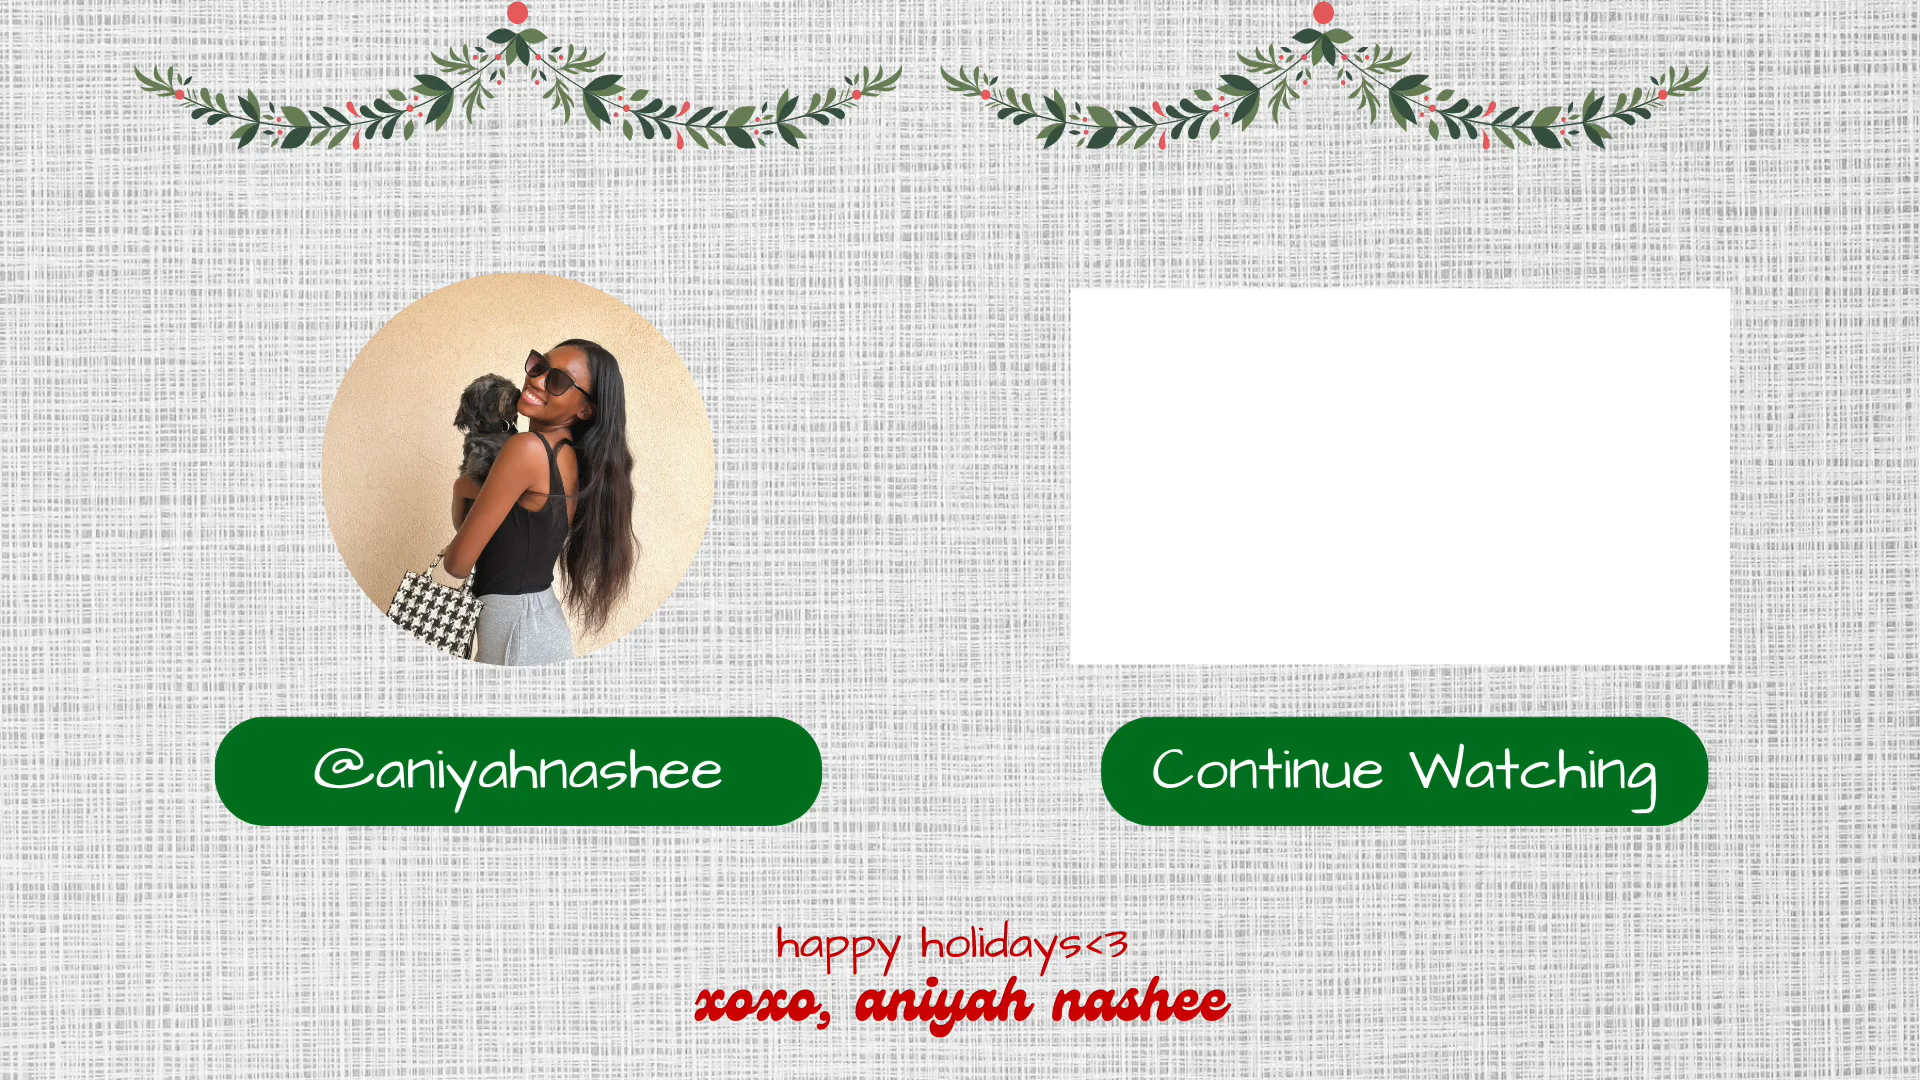 @aniyahnashee
Continue Watching
happy holidays<3
xoxo, aniyah nashee